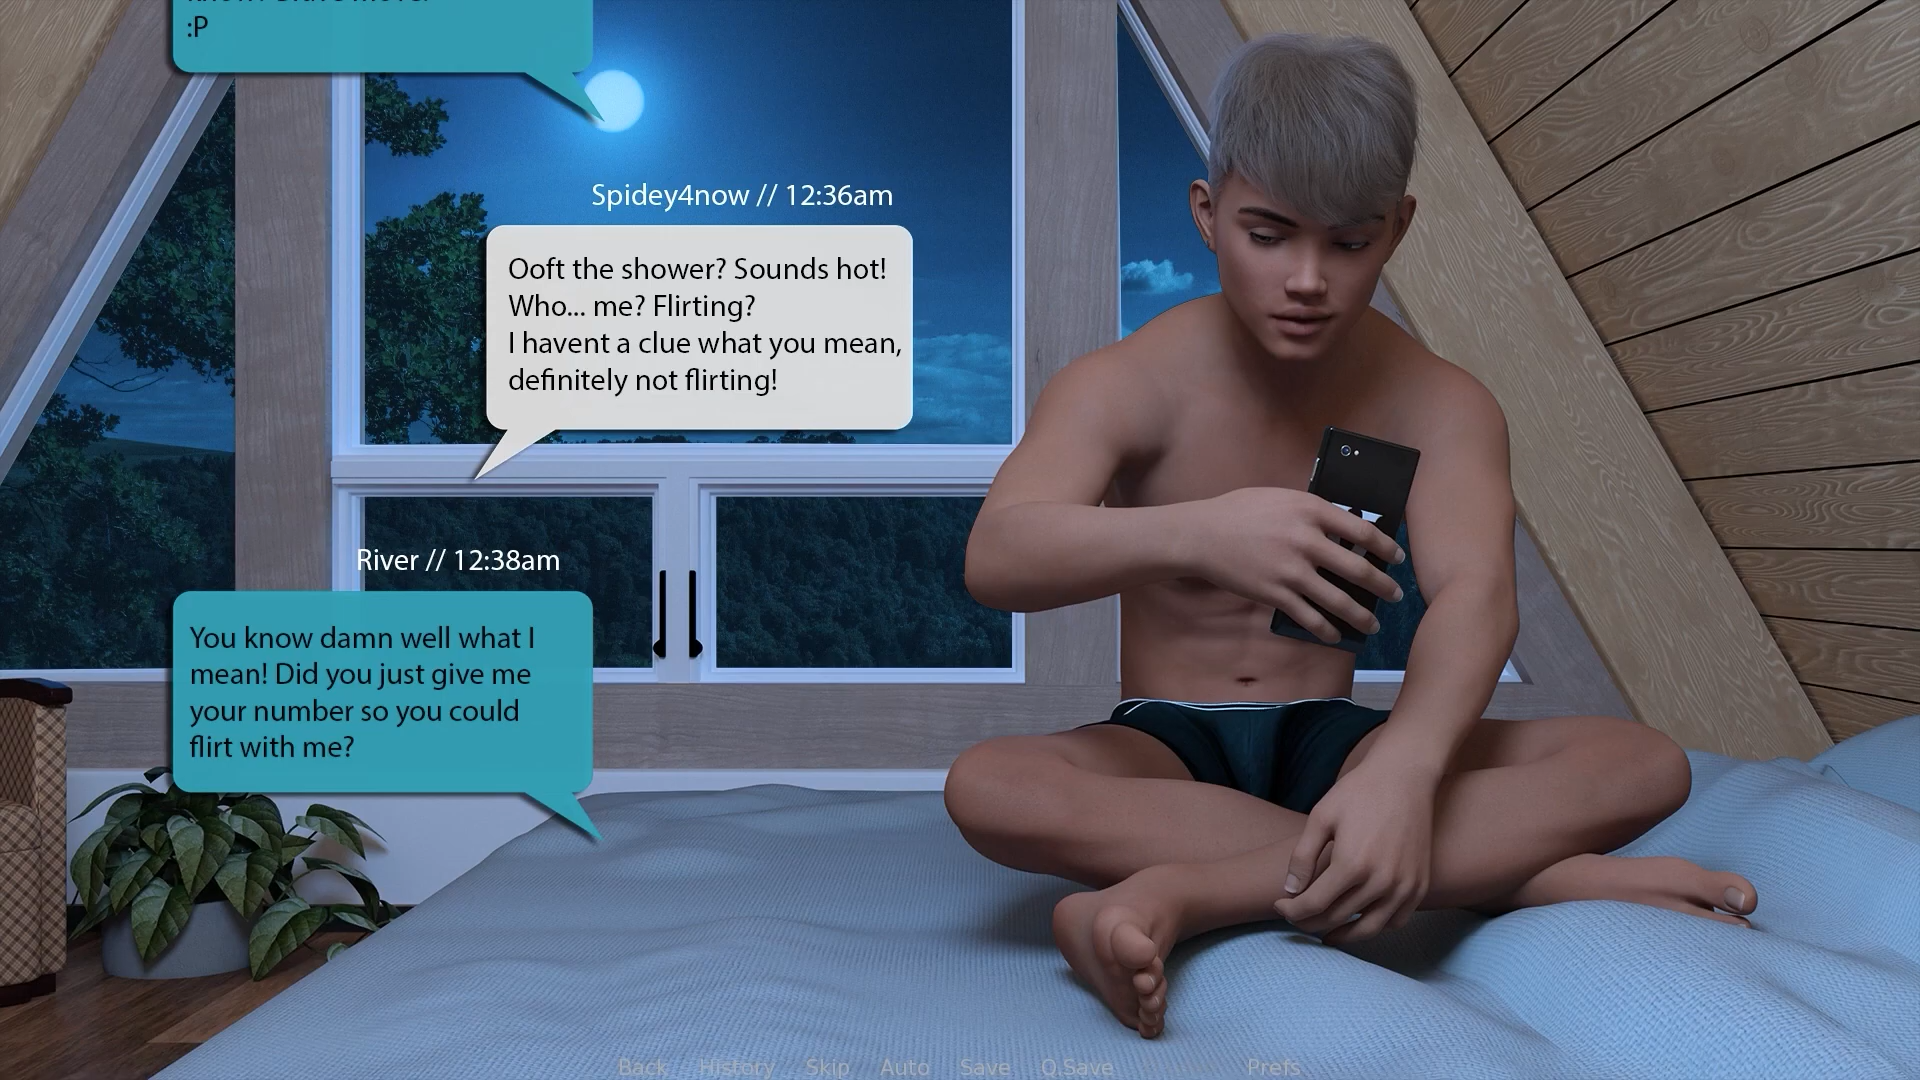 :P
Spidey4now // 12:36am
Ooft the shower? Sounds hot!
Who... me? Flirting?
I havent a clue what you mean,
definitely not flirting!
River // 12:38am
You know damn well what I
mean! Did you just give me
your number so you could
flirt with me?
Back History Skip Auto Save Q.Save Prefs